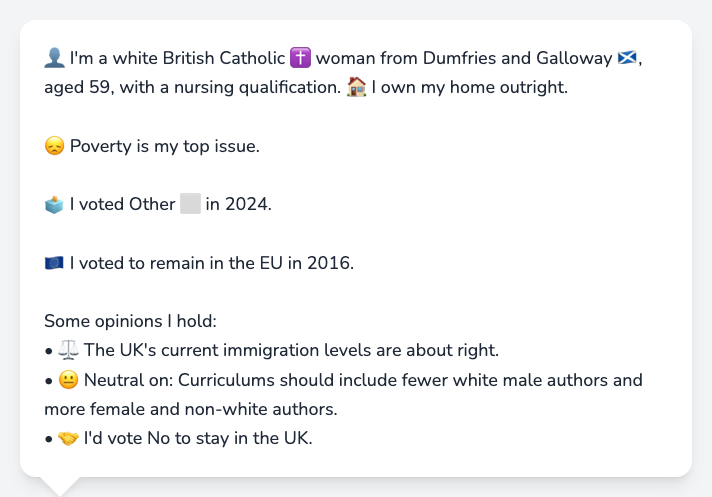 👤 I'm a white British Catholic ✝️ woman from Dumfries and Galloway 🏴󠁧󠁢󠁳󠁣󠁴󠁿,
aged 59, with a nursing qualification. 🏠 I own my home outright.
😞 Poverty is my top issue.
🗳️ I voted Other ⬜ in 2024.
🇪🇺 I voted to remain in the EU in 2016.
Some opinions I hold:
• ⚖️ The UK's current immigration levels are about right.
• 😐 Neutral on: Curriculums should include fewer white male authors and
more female and non-white authors.
• 🤝 I'd vote No to stay in the UK.